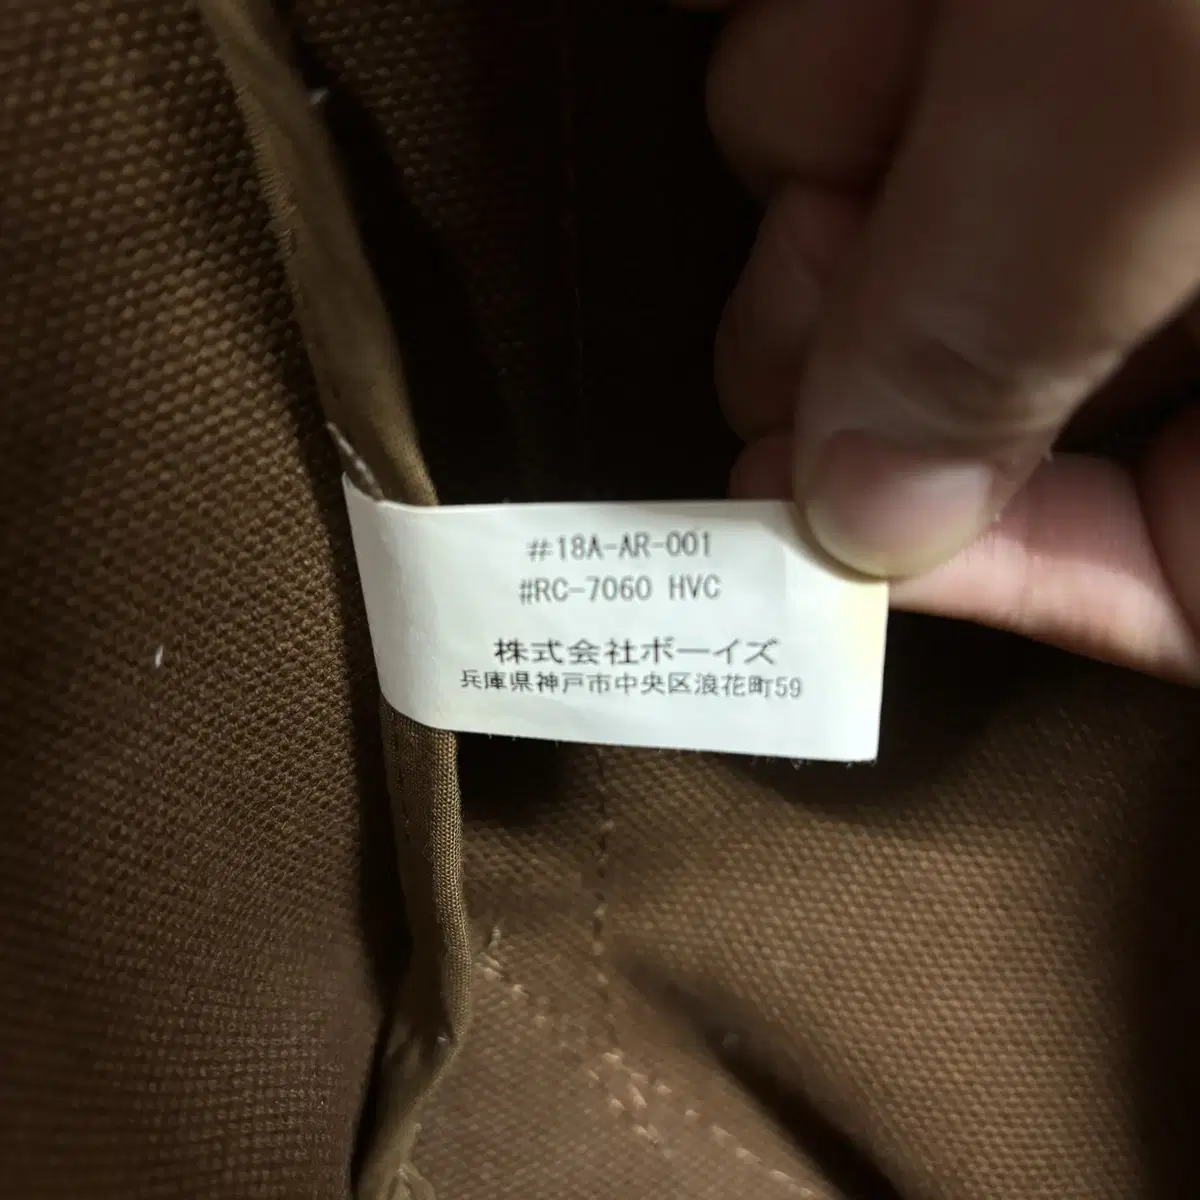 #18A-AR-001
#RC-7060 HVC
株式会社ボーイズ
兵庫県神戸市中央区浪花町59